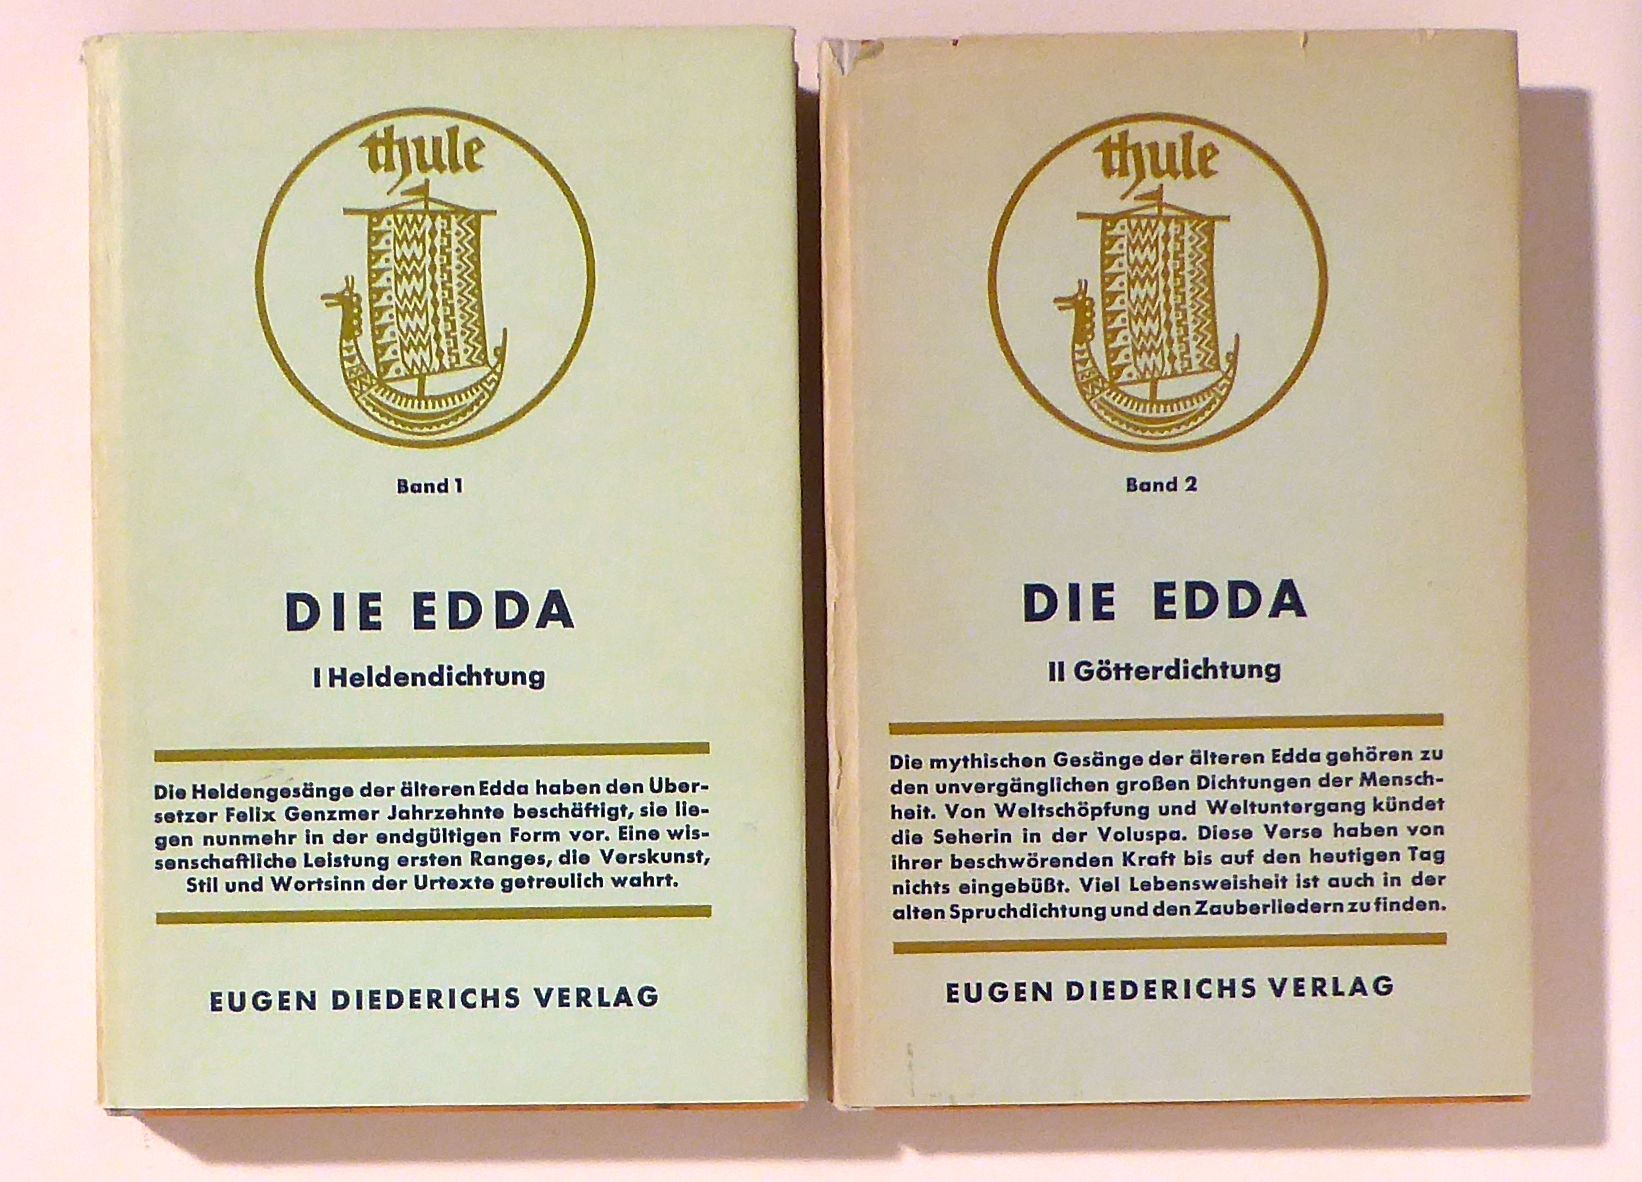 thule
Band 1
DIE EDDA
I Heldendichtung
Die Heldengesänge der älteren Edda haben den Über-
setzer Felix Genzmer Jahrzehnte beschäftigt, sie lie-
gen nunmehr in der endgültigen Form vor. Eine wis-
senschaftliche Leistung ersten Ranges, die Verskunst,
Stil und Wortsinn der Urtexte getreulich wahrt.
EUGEN DIEDERICHS VERLAG
thule
Band 2
DIE EDDA
II Götterdichtung
Die mythischen Gesänge der älteren Edda gehören zu
den unvergänglichen großen Dichtungen der Mensch-
heit. Von Weltschöpfung und Weltuntergang kündet
die Seherin in der Voluspa. Diese Verse haben von
ihrer beschwörenden Kraft bis auf den heutigen Tag
nichts eingebüßt. Viel Lebensweisheit ist auch in der
alten Spruchdichtung und den Zauberliedern zu finden.
EUGEN DIEDERICHS VERLAG